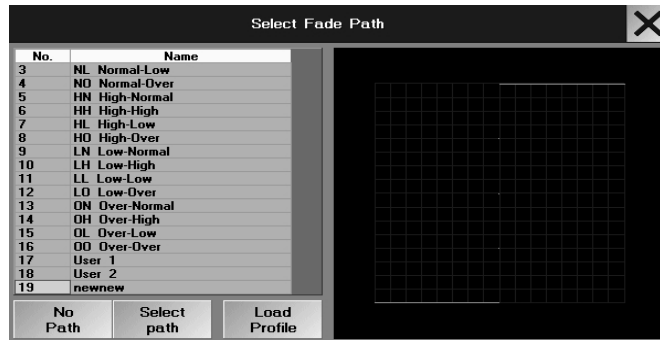 Select Fade Path
No. Name
3 NL Normal-Low
4 NO Normal-Over
5 HN High-Normal
6 HH High-High
7 HL High-Low
8 HO High-Over
9 LN Low-Normal
10 LH Low-High
11 LL Low-Low
12 LO Low-Over
13 ON Over-Normal
14 OH Over-High
15 OL Over-Low
16 OO Over-Over
17 User 1
18 User 2
19 newnew
No Path
Select path
Load Profile